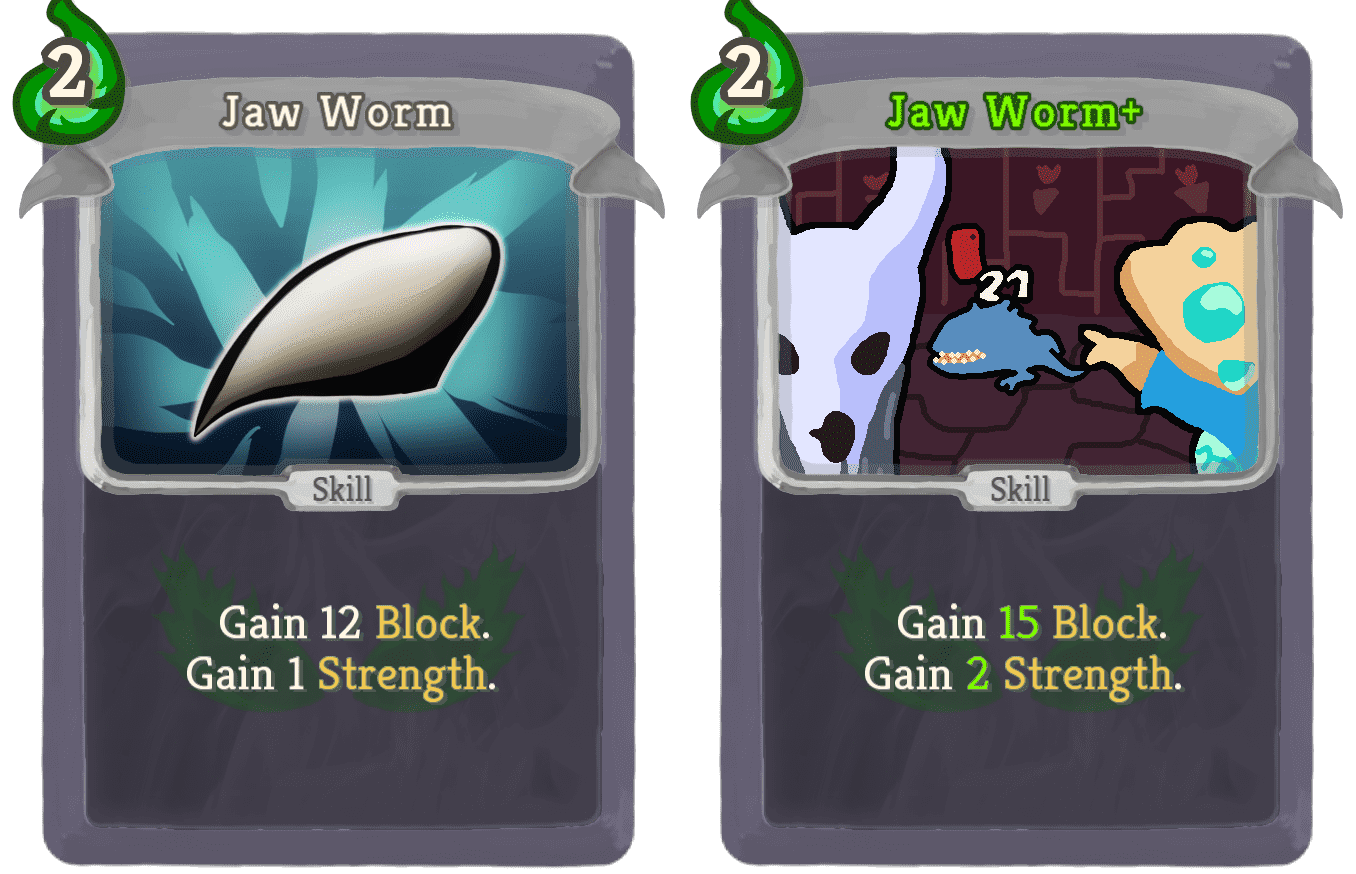 2
Jaw Worm
Skill
Gain 12 Block.
Gain 1 Strength.
2
Jaw Worm+
21
Skill
Gain 15 Block.
Gain 2 Strength.